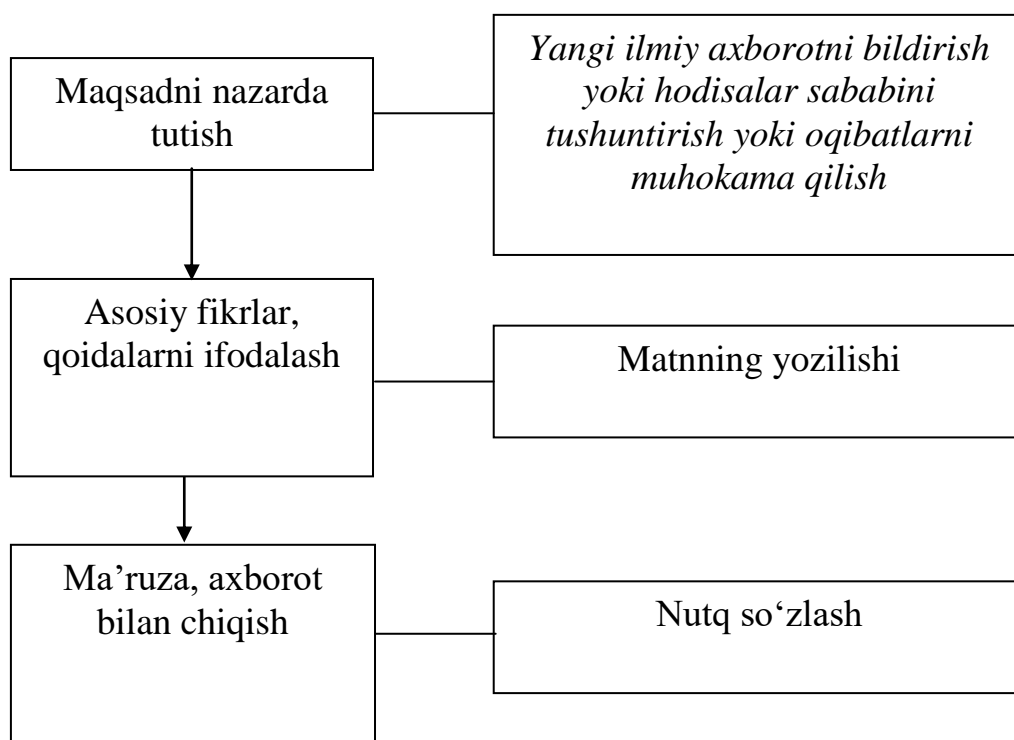 Maqsadni nazarda
tutish
Yangi ilmiy axborotni bildirish
yoki hodisalar sababini
tushuntirish yoki oqibatlarni
muhokama qilish
Asosiy fikrlar,
qoidalarni ifodalash
Matnning yozilishi
Ma’ruza, axborot
bilan chiqish
Nutq so‘zlash